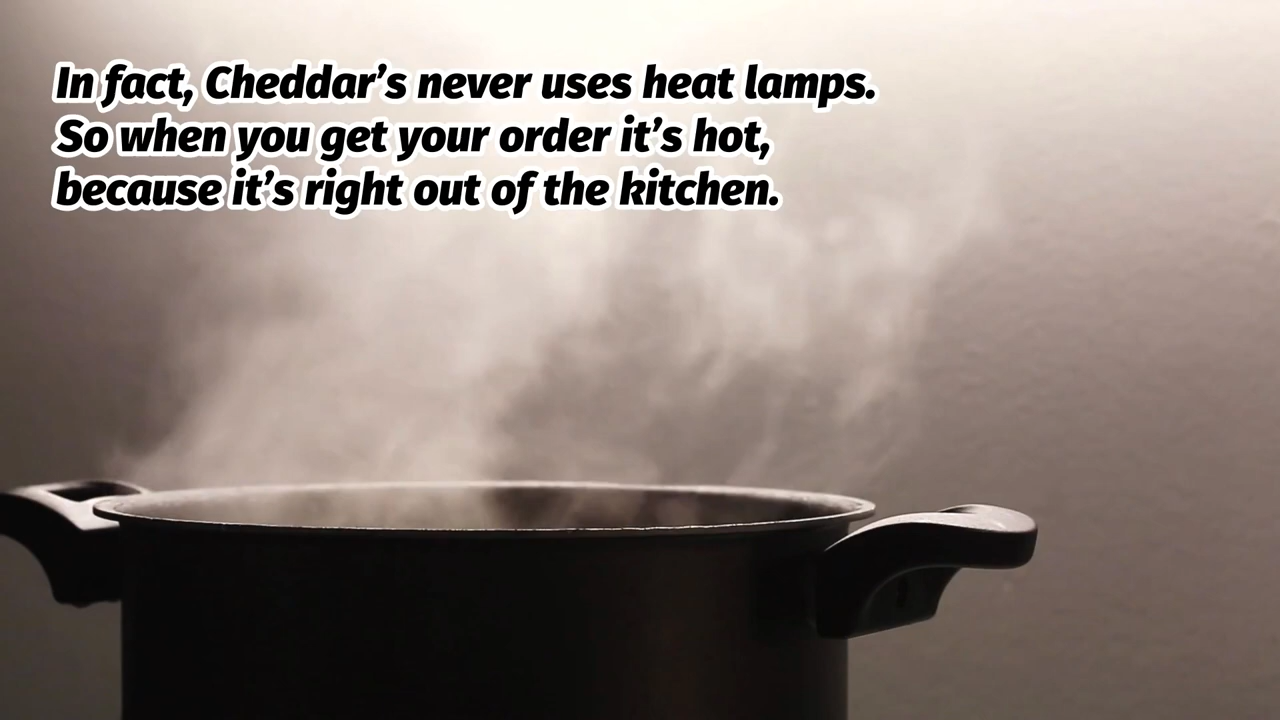 In fact, Cheddar’s never uses heat lamps.
So when you get your order it’s hot,
because it’s right out of the kitchen.